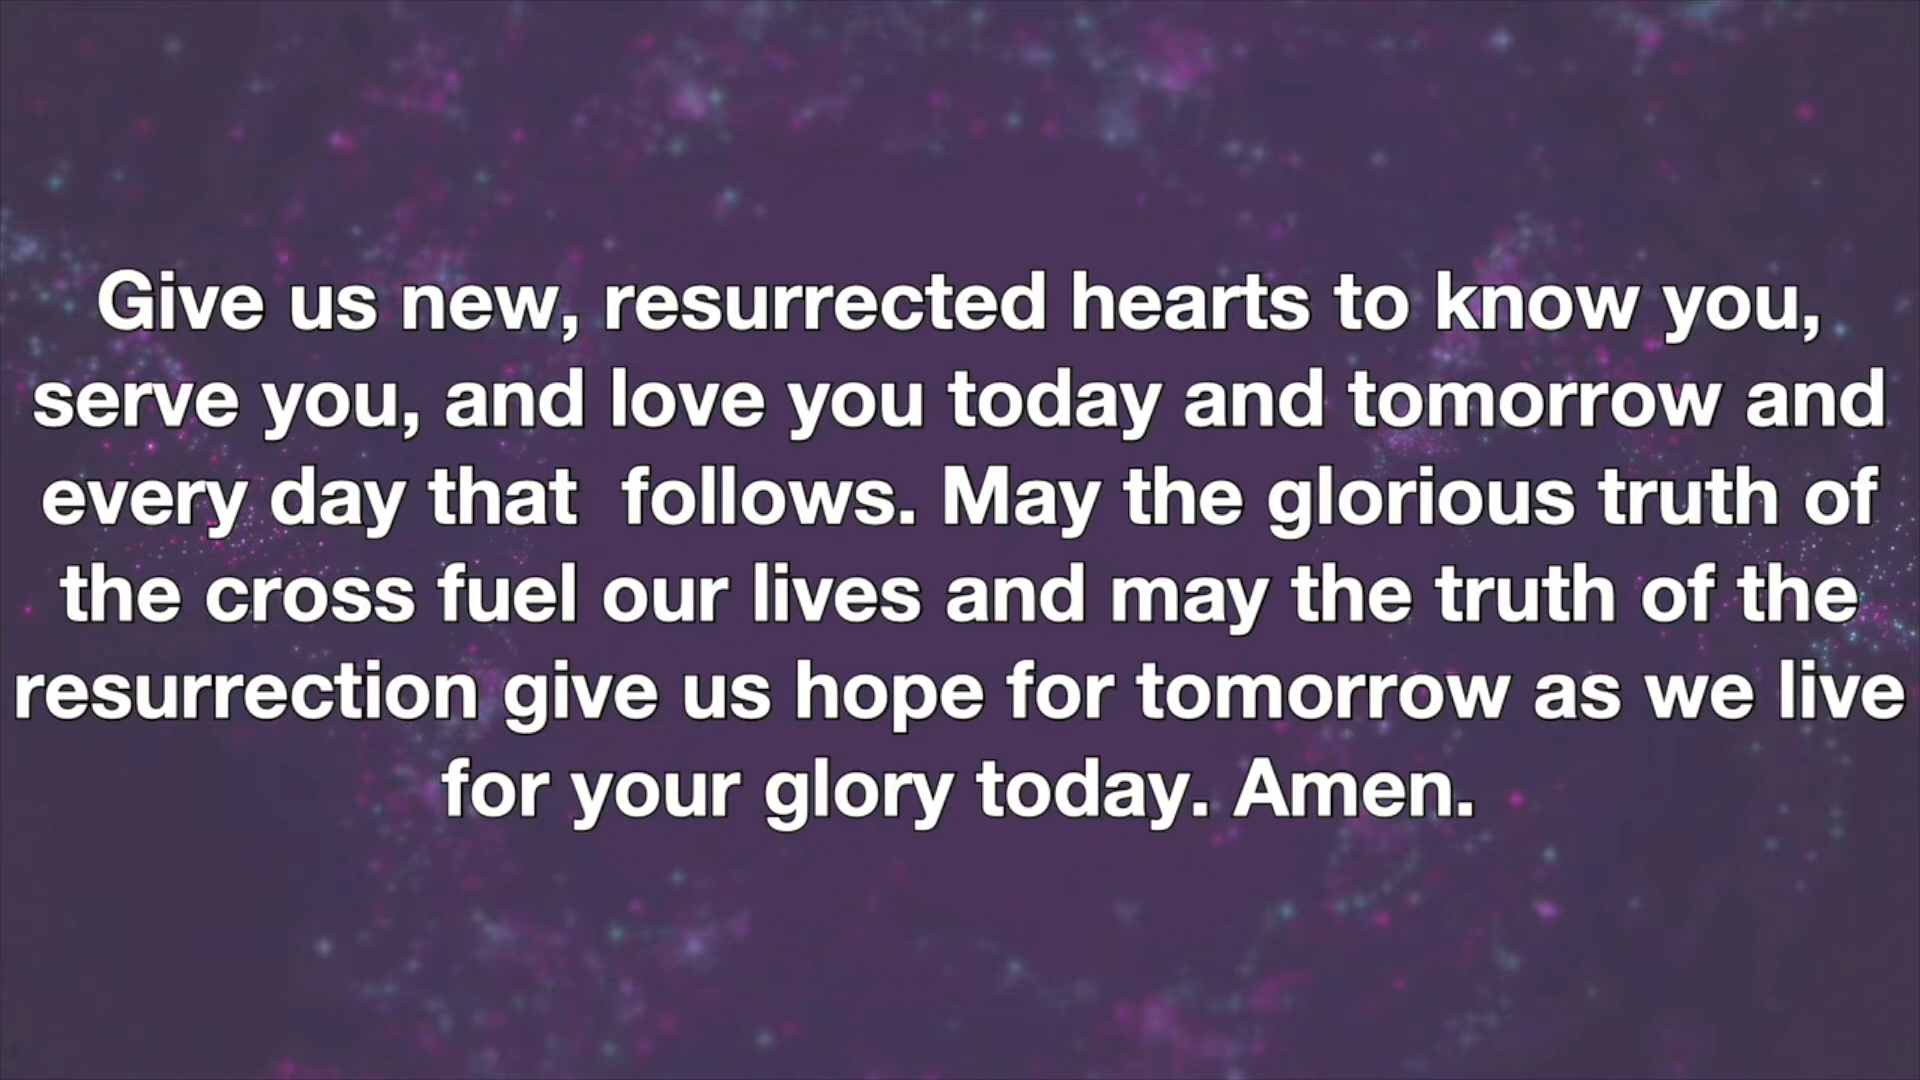 Give us new, resurrected hearts to know you,
serve you, and love you today and tomorrow and
every day that  follows. May the glorious truth of
the cross fuel our lives and may the truth of the
resurrection give us hope for tomorrow as we live
for your glory today. Amen.